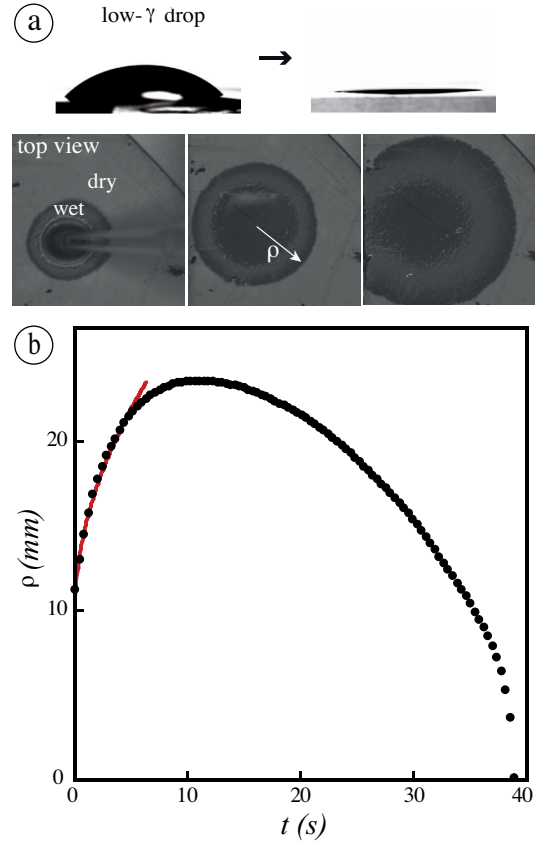 a
low-γ drop
→
top view
dry
wet
ρ
b
20
10
0
ρ (mm)
0 10 20 30 40
t (s)